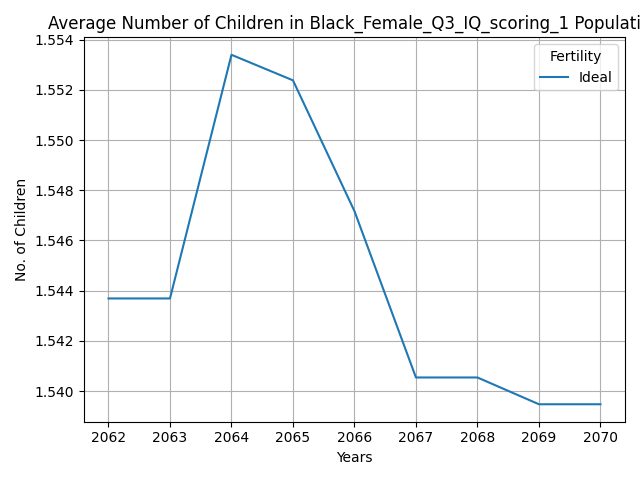 Average Number of Children in Black_Female_Q3_IQ_scoring_1 Populati
1.554
1.552
1.550
1.548
1.546
1.544
1.542
1.540
No. of Children
Fertility
Ideal
2062 2063 2064 2065 2066 2067 2068 2069 2070
Years